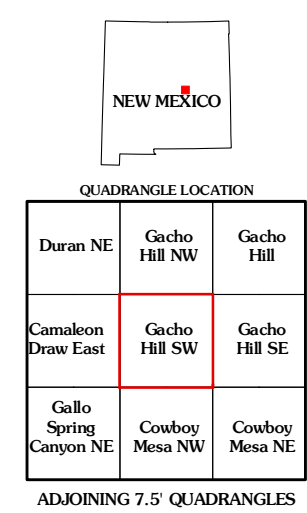 NEW MEXICO
QUADRANGLE LOCATION
Duran NE
Gacho
Hill NW
Gacho
Hill
Camaleon
Draw East
Gacho
Hill SW
Gacho
Hill SE
Gallo
Spring
Canyon NE
Cowboy
Mesa NW
Cowboy
Mesa NE
ADJOINING 7.5' QUADRANGLES